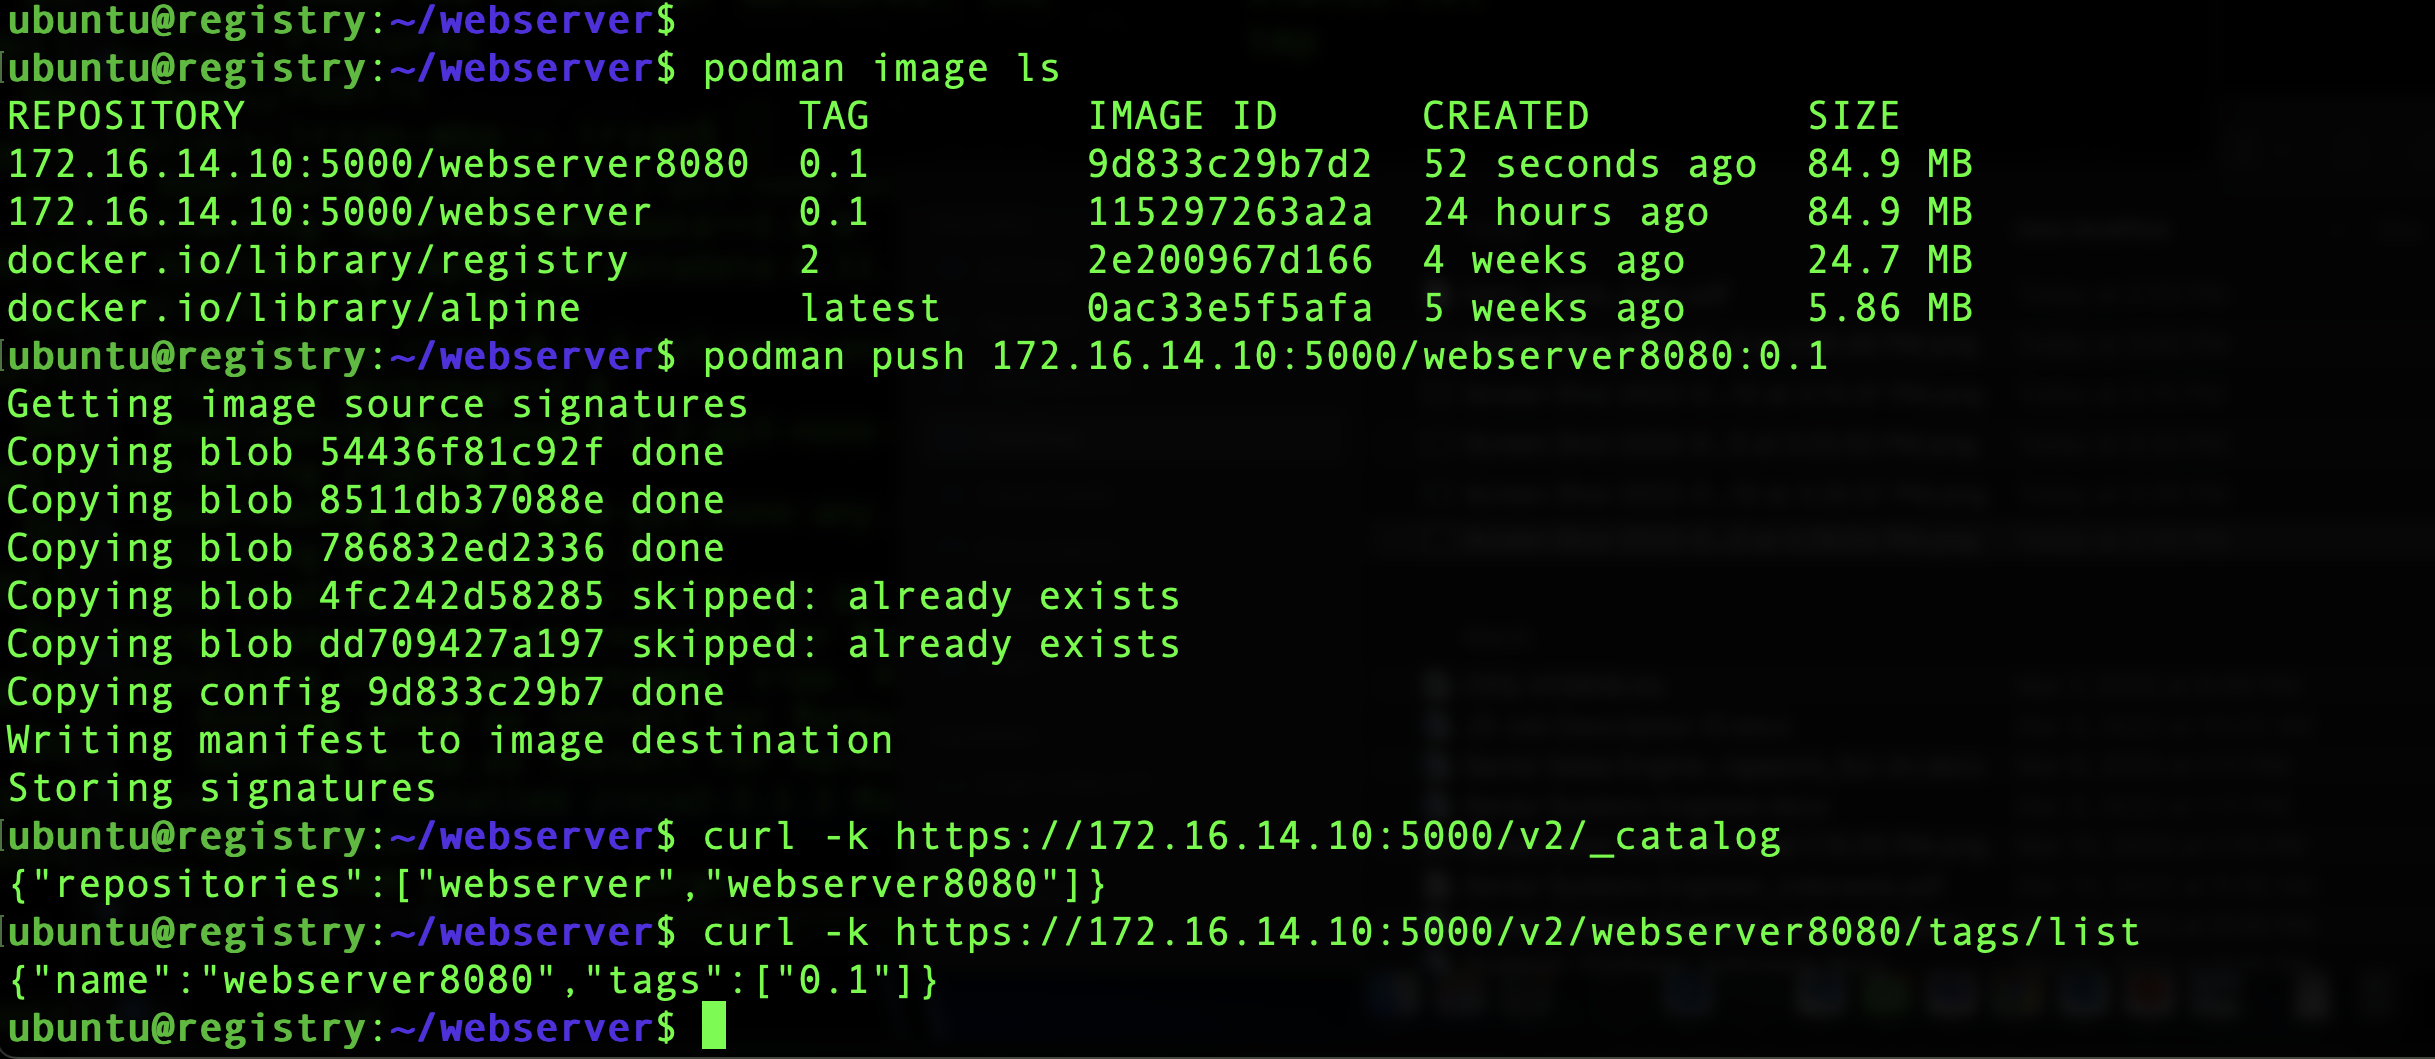 ubuntu@registry:~/webserver$
ubuntu@registry:~/webserver$ podman image ls
REPOSITORY                       TAG         IMAGE ID      CREATED         SIZE
172.16.14.10:5000/webserver8080  0.1         9d833c29b7d2  52 seconds ago  84.9 MB
172.16.14.10:5000/webserver      0.1         115297263a2a  24 hours ago    84.9 MB
docker.io/library/registry       2           2e200967d166  4 weeks ago     24.7 MB
docker.io/library/alpine         latest      0ac33e5f5afa  5 weeks ago     5.86 MB
ubuntu@registry:~/webserver$ podman push 172.16.14.10:5000/webserver8080:0.1
Getting image source signatures
Copying blob 54436f81c92f done
Copying blob 8511db37088e done
Copying blob 786832ed2336 done
Copying blob 4fc242d58285 skipped: already exists
Copying blob dd709427a197 skipped: already exists
Copying config 9d833c29b7 done
Writing manifest to image destination
Storing signatures
ubuntu@registry:~/webserver$ curl -k https://172.16.14.10:5000/v2/_catalog
{"repositories":["webserver","webserver8080"]}
ubuntu@registry:~/webserver$ curl -k https://172.16.14.10:5000/v2/webserver8080/tags/list
{"name":"webserver8080","tags":["0.1"]}
ubuntu@registry:~/webserver$